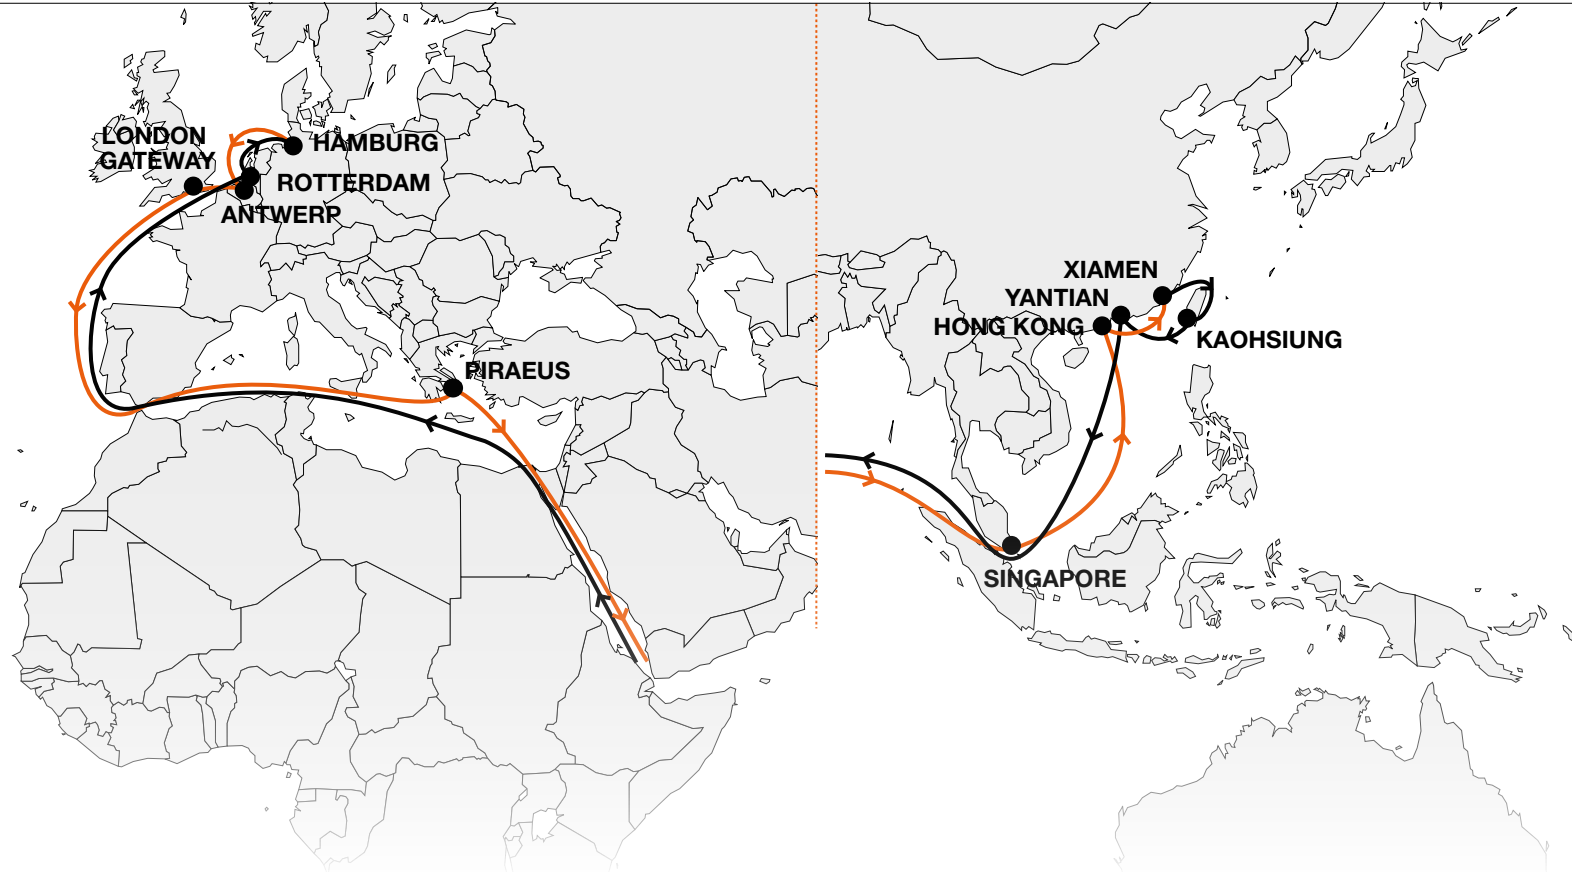 LONDON
GATEWAY
HAMBURG
ROTTERDAM
ANTWERP
PIRAEUS
XIAMEN
YANTIAN
HONG KONG
KAOHSIUNG
SINGAPORE